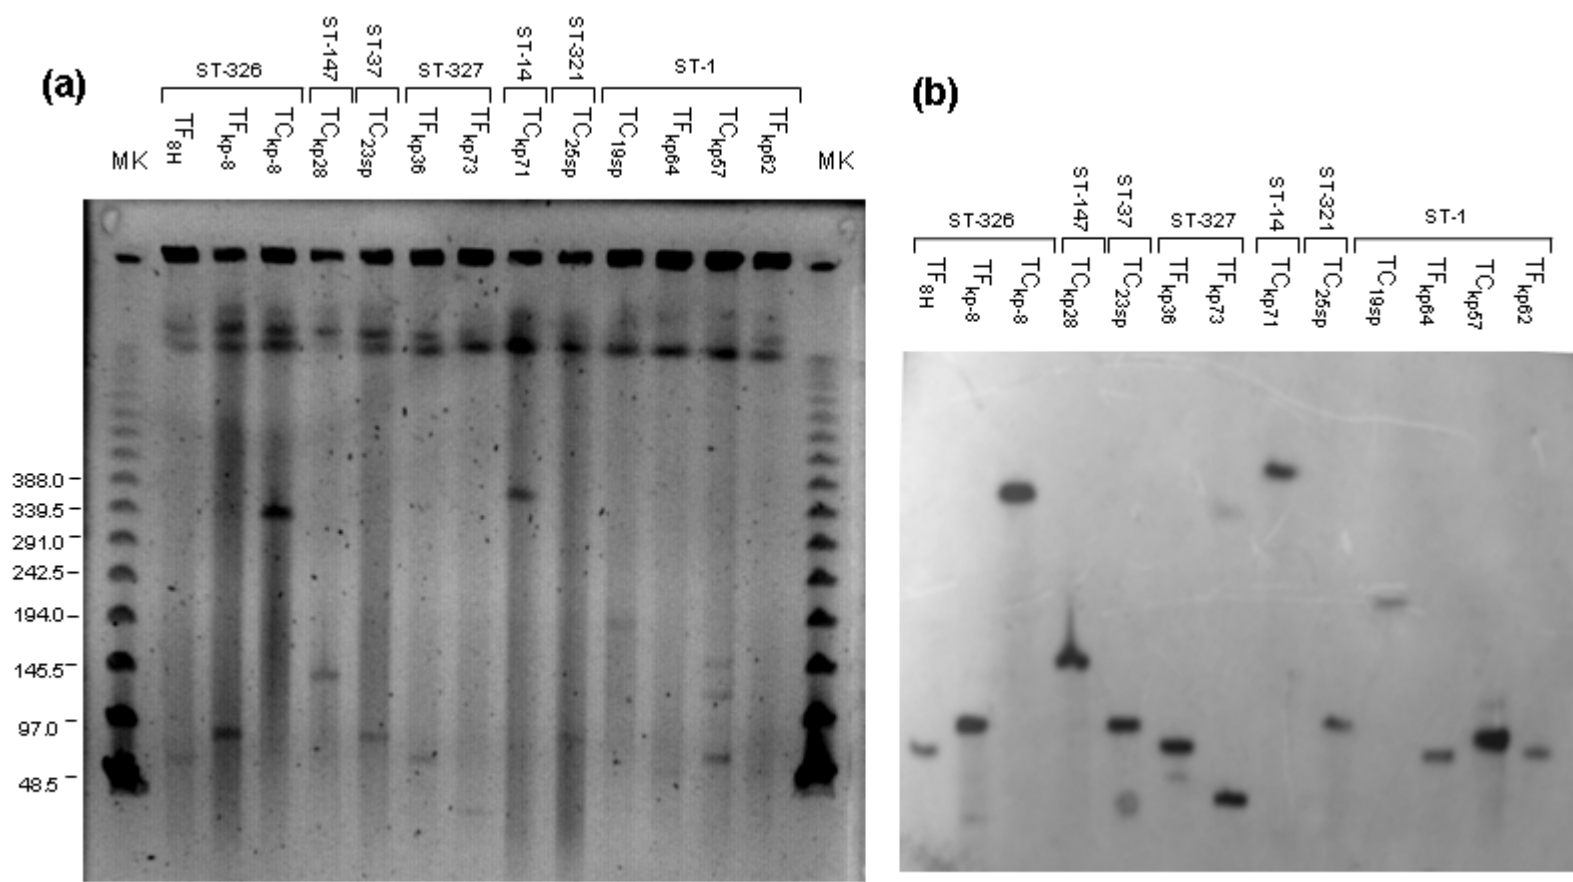 (a)
ST-326 ST-147 ST-37 ST-327 ST-14 ST-321 ST-1
MK TF8H TFkp-8 TCkp-8 TCkp28 TC23sp TFkp36 TFkp73 TCkp71 TC25sp TC19sp TFkp64 TCkp57 TFkp62 MK
388.0
339.5
291.0
242.5
194.0
145.5
97.0
48.5
(b)
ST-326 ST-147 ST-37 ST-327 ST-14 ST-321 ST-1
TF8H TFkp-8 TCkp-8 TCkp28 TC23sp TFkp36 TFkp73 TCkp71 TC25sp TC19sp TFkp64 TCkp57 TFkp62